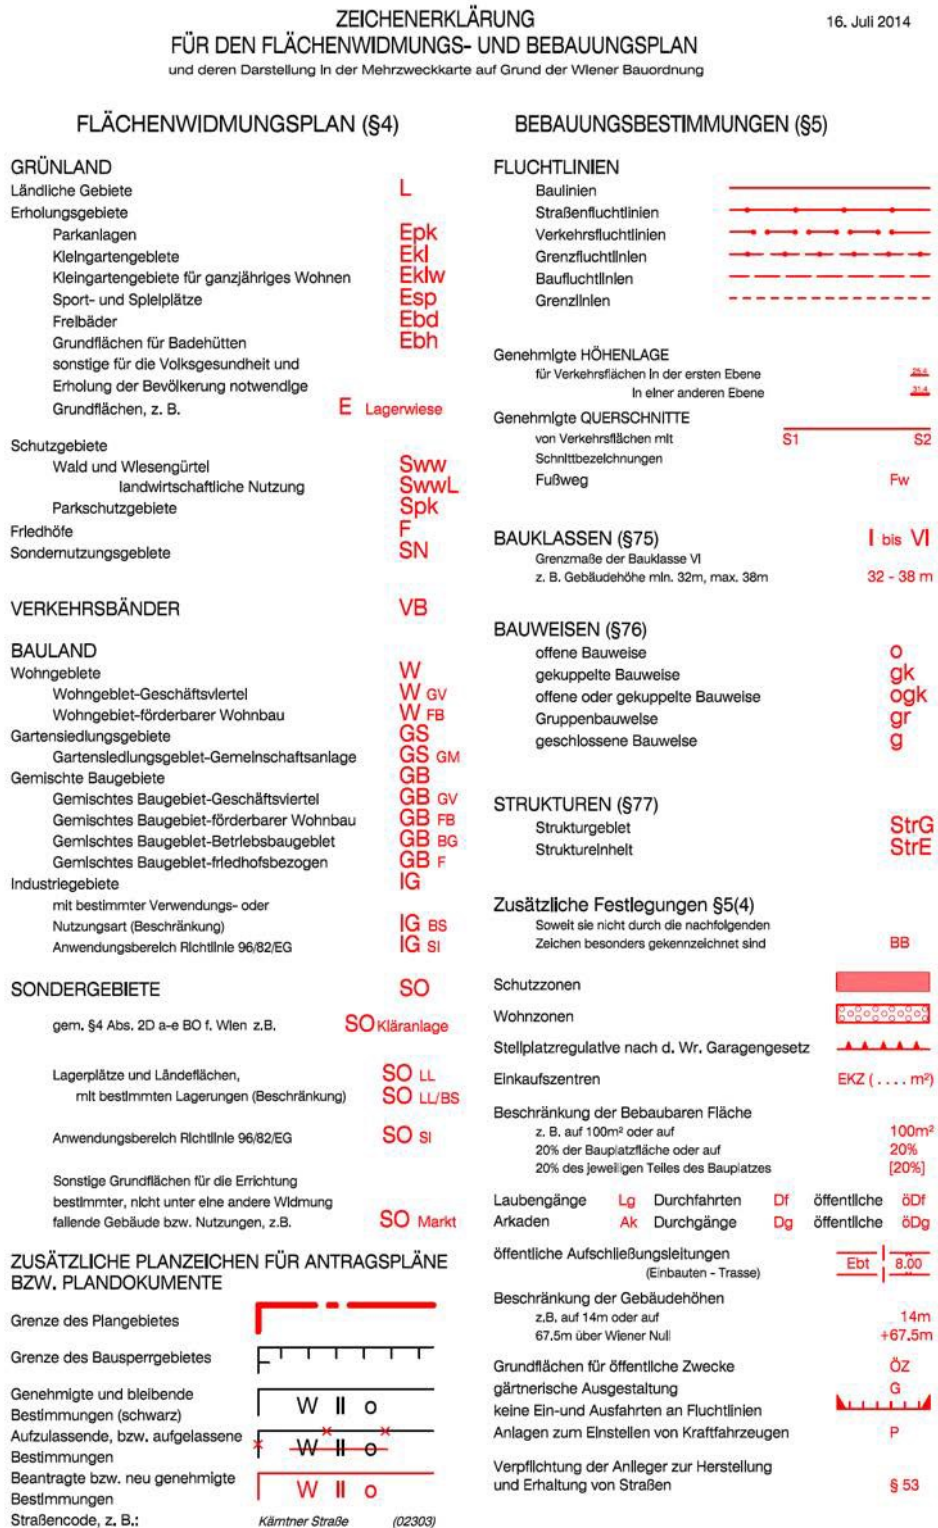 ZEICHENERKLÄRUNG
16. Juli 2014
FÜR DEN FLÄCHENWIDMUNGS- UND BEBAUUNGSPLAN
und deren Darstellung in der Mehrzweckkarte auf Grund der Wiener Bauordnung
FLÄCHENWIDMUNGSPLAN (§4)
GRÜNLAND
Ländliche Gebiete L
Erholungsgebiete
Parkanlagen Epk
Kleingartengebiete Ekl
Kleingartengebiete für ganzjähriges Wohnen Eklw
Sport- und Spielplätze Esp
Freibäder Ebd
Grundflächen für Badehütten Ebh
sonstige für die Volksgesundheit und
Erholung der Bevölkerung notwendige
Grundflächen, z. B. E Lagerwiese
Schutzgebiete
Wald und Wiesengürtel Sww
landwirtschaftliche Nutzung SwwL
Parkschutzgebiete Spk
Friedhöfe F
Sondernutzungsgebiete SN
VERKEHRSBÄNDER VB
BAULAND
Wohngebiete W
Wohngebiet-Geschäftsviertel W GV
Wohngebiet-förderbarer Wohnbau W FB
Gartensiedlungsgebiete GS
Gartensiedlungsgebiet-Gemeinschaftsanlage GS GM
Gemischte Baugebiete GB
Gemischtes Baugebiet-Geschäftsviertel GB GV
Gemischtes Baugebiet-förderbarer Wohnbau GB FB
Gemischtes Baugebiet-Betriebsbaugebiet GB BG
Gemischtes Baugebiet-friedhofsbezogen GB F
Industriegebiete IG
mit bestimmter Verwendungs- oder
Nutzungsart (Beschränkung) IG BS
Anwendungsbereich Richtlinie 96/82/EG IG SI
SONDERGEBIETE SO
gem. §4 Abs. 2D a-e BO f. Wien z.B. SO Kläranlage
Lagerplätze und Ländeflächen, SO LL
mit bestimmten Lagerungen (Beschränkung) SO LL/BS
Anwendungsbereich Richtlinie 96/82/EG SO SI
Sonstige Grundflächen für die Errichtung
bestimmter, nicht unter eine andere Widmung
fallende Gebäude bzw. Nutzungen, z.B. SO Markt
ZUSÄTZLICHE PLANZEICHEN FÜR ANTRAGSPLÄNE
BZW. PLANDOKUMENTE
Grenze des Plangebietes
Grenze des Bausperrgebietes
Genehmigte und bleibende
Bestimmungen (schwarz) W II o
Aufzulassende, bzw. aufgelassene
Bestimmungen W II o
Beantragte bzw. neu genehmigte
Bestimmungen W II o
Straßencode, z. B.: Kärntner Straße (02303)
BEBAUUNGSBESTIMMUNGEN (§5)
FLUCHTLINIEN
Baulinien
Straßenfluchtlinien
Verkehrsfluchtlinien
Grenzfluchtlinien
Baufluchtlinien
Grenzlinien
Genehmigte HÖHENLAGE
für Verkehrsflächen in der ersten Ebene
in einer anderen Ebene
Genehmigte QUERSCHNITTE
von Verkehrsflächen mit S1 S2
Schnittbezeichnungen
Fußweg Fw
BAUKLASSEN (§75) I bis VI
Grenzmaße der Bauklasse VI
z. B. Gebäudehöhe min. 32m, max. 38m 32 - 38 m
BAUWEISEN (§76)
offene Bauweise o
gekuppelte Bauweise gk
offene oder gekuppelte Bauweise ogk
Gruppenbauweise gr
geschlossene Bauweise g
STRUKTUREN (§77)
Strukturgebiet StrG
Struktureinheit StrE
Zusätzliche Festlegungen §5(4)
Soweit sie nicht durch die nachfolgenden
Zeichen besonders gekennzeichnet sind BB
Schutzzonen
Wohnzonen
Stellplatzregulative nach d. Wr. Garagengesetz
Einkaufszentren EKZ ( . . . . m²)
Beschränkung der Bebaubaren Fläche
z. B. auf 100m² oder auf 100m²
20% der Bauplatzfläche oder auf 20%
20% des jeweiligen Teiles des Bauplatzes [20%]
Laubengänge Lg Durchfahrten Df öffentliche öDf
Arkaden Ak Durchgänge Dg öffentliche öDg
öffentliche Aufschließungsleitungen Ebt 8.00
(Einbauten - Trasse)
Beschränkung der Gebäudehöhen
z.B. auf 14m oder auf 14m
67.5m über Wiener Null +67.5m
Grundflächen für öffentliche Zwecke ÖZ
gärtnerische Ausgestaltung G
keine Ein-und Ausfahrten an Fluchtlinien
Anlagen zum Einstellen von Kraftfahrzeugen P
Verpflichtung der Anlieger zur Herstellung
und Erhaltung von Straßen § 53